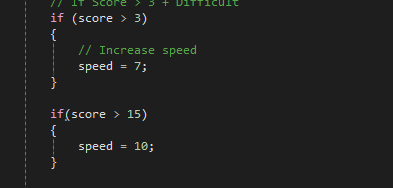 // If Score > 3 + Difficult
if (score > 3)
{
// Increase speed
speed = 7;
}
if(score > 15)
{
speed = 10;
}